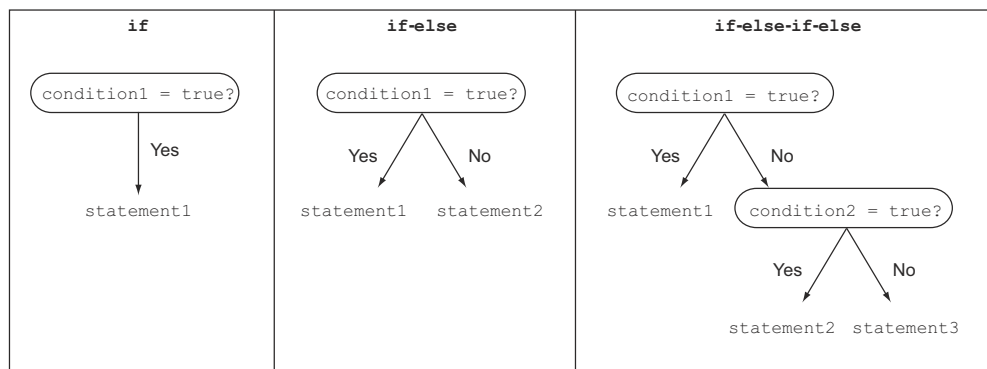 if
condition1 = true?
Yes
statement1
if-else
condition1 = true?
Yes
No
statement1
statement2
if-else-if-else
condition1 = true?
Yes
No
statement1
condition2 = true?
Yes
No
statement2
statement3